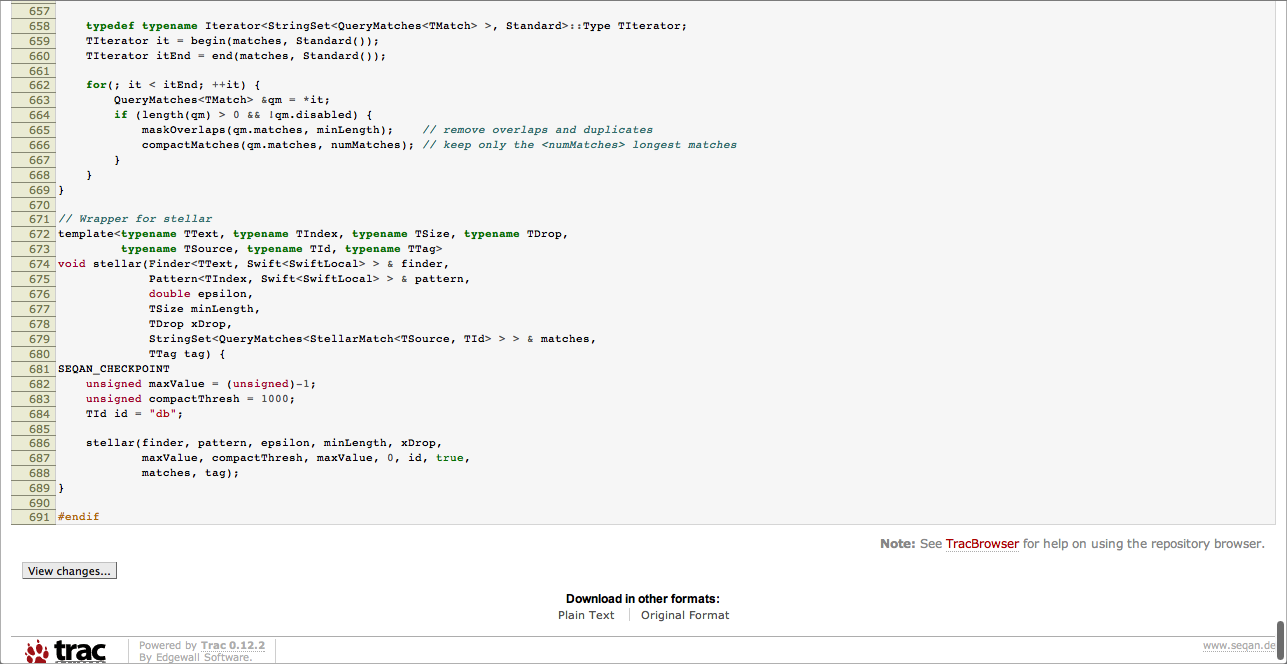 657
658 typedef typename Iterator<StringSet<QueryMatches<TMatch> >, Standard>::Type TIterator;
659 TIterator it = begin(matches, Standard());
660 TIterator itEnd = end(matches, Standard());
661
662 for(; it < itEnd; ++it) {
663 QueryMatches<TMatch> &qm = *it;
664 if (length(qm) > 0 && !qm.disabled) {
665 maskOverlaps(qm.matches, minLength); // remove overlaps and duplicates
666 compactMatches(qm.matches, numMatches); // keep only the <numMatches> longest matches
667 }
668 }
669 }
670
671 // Wrapper for stellar
672 template<typename TText, typename TIndex, typename TSize, typename TDrop,
673 typename TSource, typename TId, typename TTag>
674 void stellar(Finder<TText, Swift<SwiftLocal> > & finder,
675 Pattern<TIndex, Swift<SwiftLocal> > & pattern,
676 double epsilon,
677 TSize minLength,
678 TDrop xDrop,
679 StringSet<QueryMatches<StellarMatch<TSource, TId> > > & matches,
680 TTag tag) {
681 SEQAN_CHECKPOINT
682 unsigned maxValue = (unsigned)-1;
683 unsigned compactThresh = 1000;
684 TId id = "db";
685
686 stellar(finder, pattern, epsilon, minLength, xDrop,
687 maxValue, compactThresh, maxValue, 0, id, true,
688 matches, tag);
689 }
690
691 #endif
Note: See TracBrowser for help on using the repository browser.
View changes...
Download in other formats:
Plain Text Original Format
trac Powered by Trac 0.12.2 www.seqan.de
By Edgewall Software.